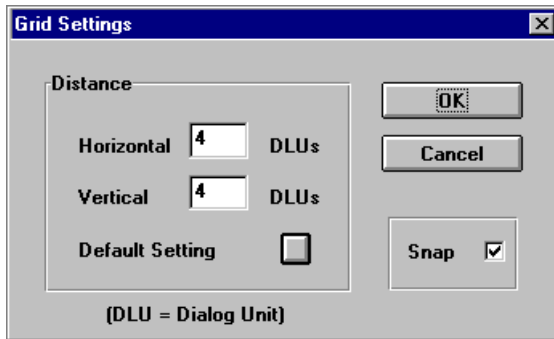 Grid Settings
Distance
Horizontal 4 DLUs
Vertical 4 DLUs
Default Setting
(DLU = Dialog Unit)
OK
Cancel
Snap